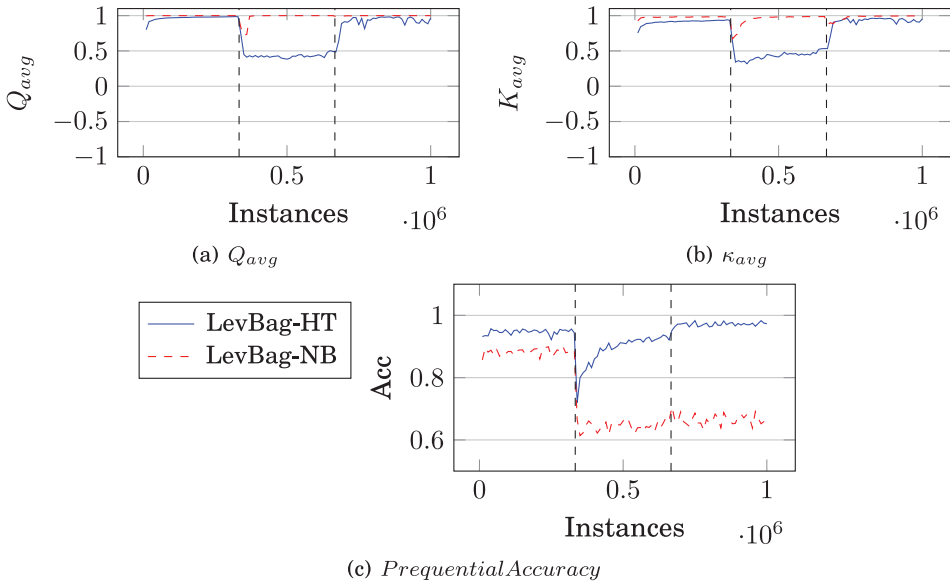 1
0.5
0
−0.5
−1
Q_avg
0
0.5
1
Instances
·10^6
(a) Q_avg
1
0.5
0
−0.5
−1
K_avg
0
0.5
1
Instances
·10^6
(b) κ_avg
LevBag-HT
LevBag-NB
1
0.8
0.6
Acc
0
0.5
1
Instances
·10^6
(c) PrequentialAccuracy